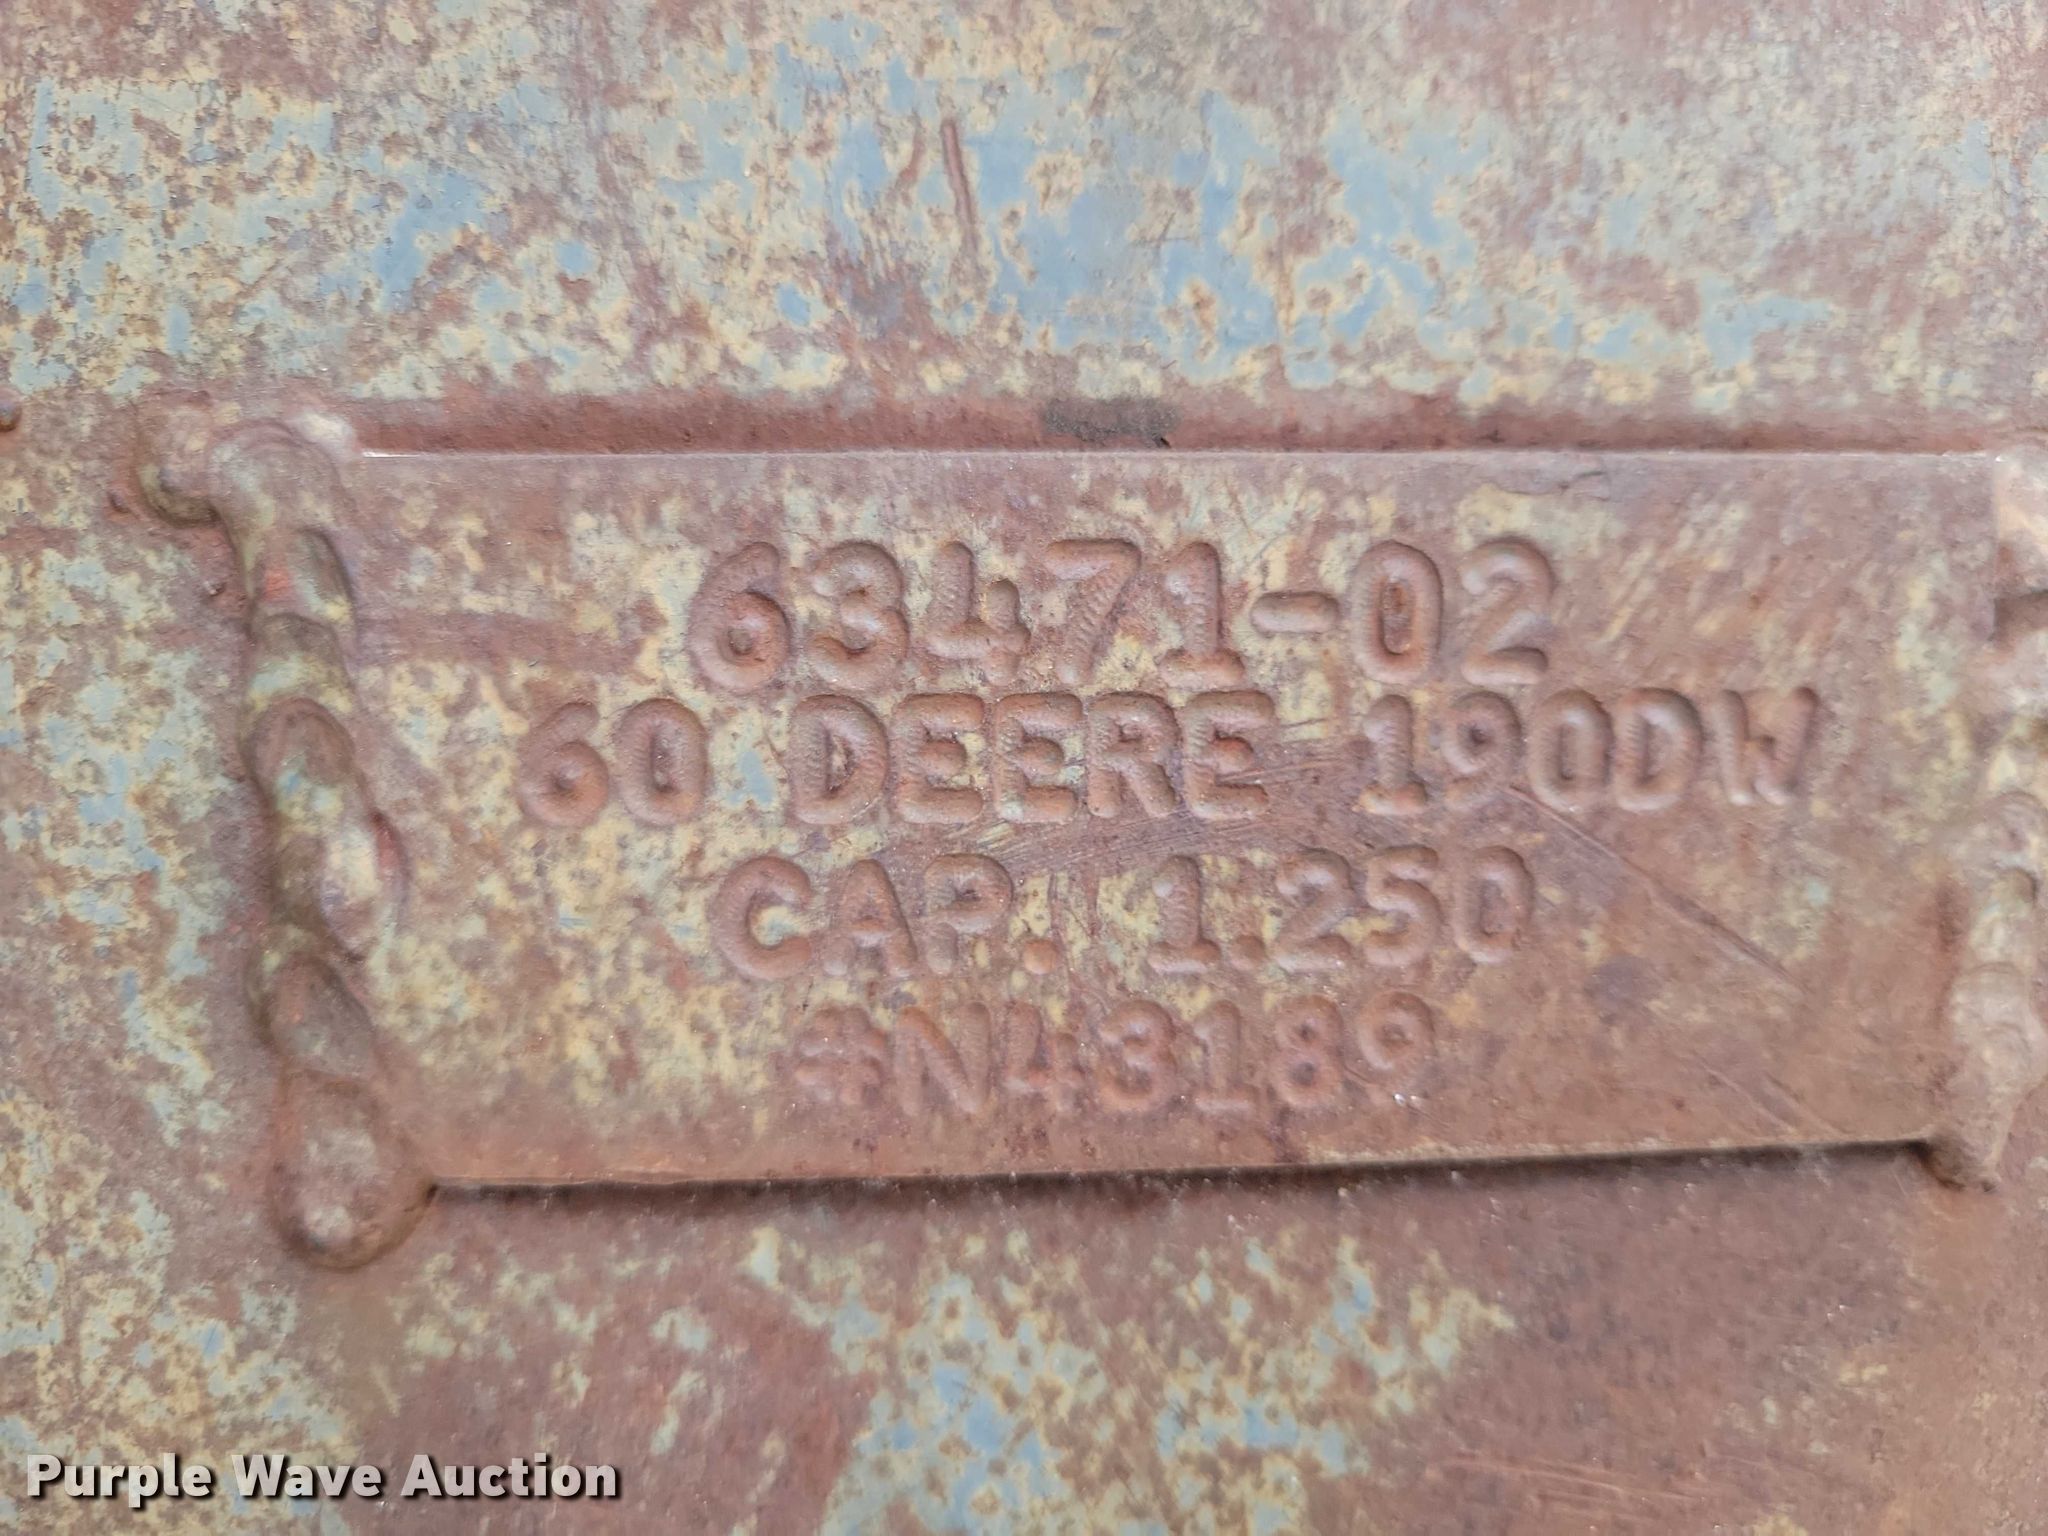 63471-02
60 DEERE 190DW
CAP. 1.250
#N43189
Purple Wave Auction